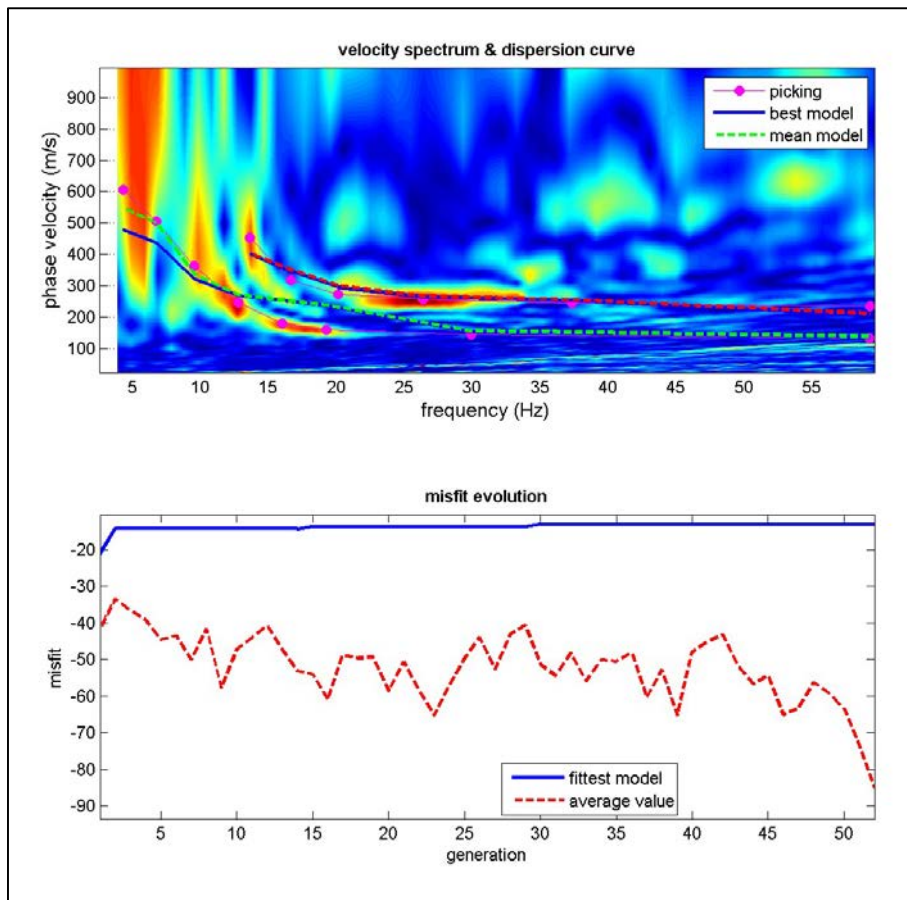 velocity spectrum & dispersion curve
900
800
700
600
500
400
300
200
100
phase velocity (m/s)
picking
best model
mean model
5 10 15 20 25 30 35 40 45 50 55
frequency (Hz)
misfit evolution
-20
-30
-40
-50
-60
-70
-80
-90
misfit
fittest model
average value
5 10 15 20 25 30 35 40 45 50
generation